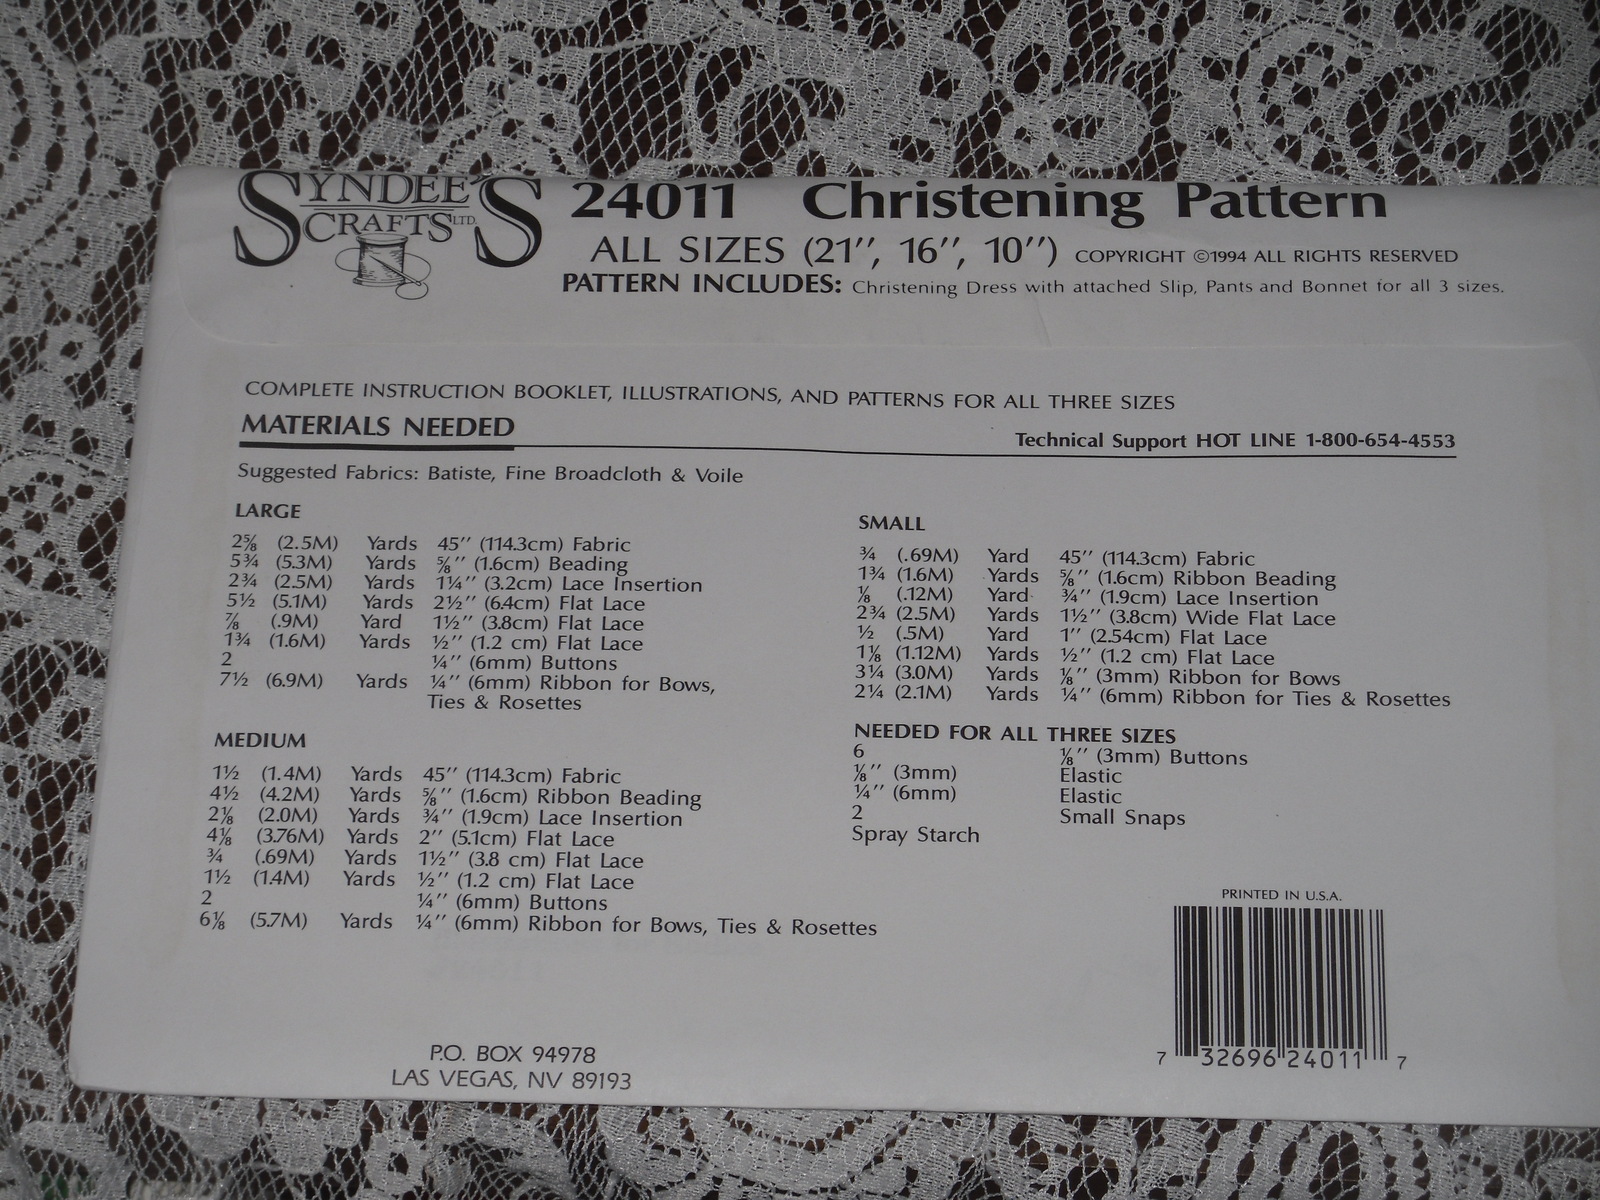 SYNDEE'S
CRAFTS LTD.
24011 Christening Pattern
ALL SIZES (21", 16", 10") COPYRIGHT ©1994 ALL RIGHTS RESERVED
PATTERN INCLUDES: Christening Dress with attached Slip, Pants and Bonnet for all 3 sizes.
COMPLETE INSTRUCTION BOOKLET, ILLUSTRATIONS, AND PATTERNS FOR ALL THREE SIZES
MATERIALS NEEDED
Technical Support HOT LINE 1-800-654-4553
Suggested Fabrics: Batiste, Fine Broadcloth & Voile
LARGE
2⅝ (2.5M) Yards 45" (114.3cm) Fabric
5¾ (5.3M) Yards ⅝" (1.6cm) Beading
2¾ (2.5M) Yards 1¼" (3.2cm) Lace Insertion
5½ (5.1M) Yards 2½" (6.4cm) Flat Lace
⅞ (.9M) Yard 1½" (3.8cm) Flat Lace
1¾ (1.6M) Yards ½" (1.2 cm) Flat Lace
2 ¼" (6mm) Buttons
7½ (6.9M) Yards ¼" (6mm) Ribbon for Bows,
Ties & Rosettes
MEDIUM
1½ (1.4M) Yards 45" (114.3cm) Fabric
4½ (4.2M) Yards ⅝" (1.6cm) Ribbon Beading
2⅛ (2.0M) Yards ¾" (1.9cm) Lace Insertion
4⅛ (3.76M) Yards 2" (5.1cm) Flat Lace
¾ (.69M) Yards 1½" (3.8 cm) Flat Lace
1½ (1.4M) Yards ½" (1.2 cm) Flat Lace
2 ¼" (6mm) Buttons
6⅛ (5.7M) Yards ¼" (6mm) Ribbon for Bows, Ties & Rosettes
SMALL
¾ (.69M) Yard 45" (114.3cm) Fabric
1¾ (1.6M) Yards ⅝" (1.6cm) Ribbon Beading
⅛ (.12M) Yard ¾" (1.9cm) Lace Insertion
2¾ (2.5M) Yards 1½" (3.8cm) Wide Flat Lace
½ (.5M) Yard 1" (2.54cm) Flat Lace
1⅛ (1.12M) Yards ½" (1.2 cm) Flat Lace
3¼ (3.0M) Yards ⅛" (3mm) Ribbon for Bows
2¼ (2.1M) Yards ¼" (6mm) Ribbon for Ties & Rosettes
NEEDED FOR ALL THREE SIZES
6 ⅛" (3mm) Buttons
⅛" (3mm) Elastic
¼" (6mm) Elastic
2 Small Snaps
Spray Starch
PRINTED IN U.S.A.
7 32696 24011 7
P.O. BOX 94978
LAS VEGAS, NV 89193